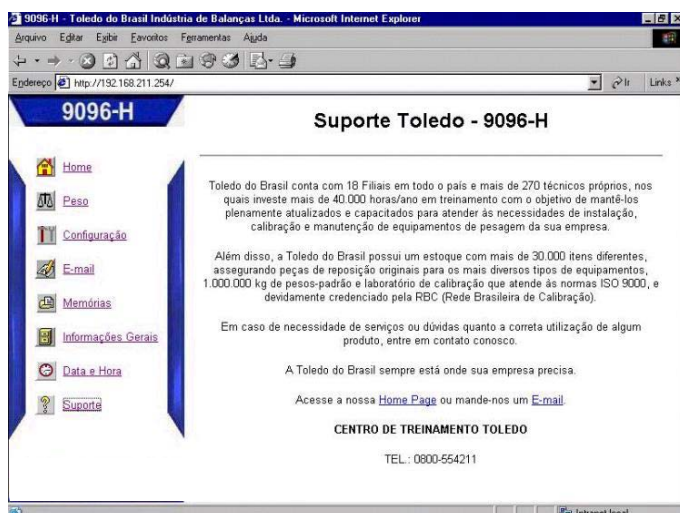 9096-H - Toledo do Brasil Indústria de Balanças Ltda. - Microsoft Internet Explorer
Arquivo Editar Exibir Favoritos Ferramentas Ajuda
Endereço http://192.168.211.254/ Ir Links »
9096-H
Home
Peso
Configuração
E-mail
Memórias
Informações Gerais
Data e Hora
Suporte
Suporte Toledo - 9096-H
Toledo do Brasil conta com 18 Filiais em todo o país e mais de 270 técnicos próprios, nos
quais investe mais de 40.000 horas/ano em treinamento com o objetivo de mantê-los
plenamente atualizados e capacitados para atender às necessidades de instalação,
calibração e manutenção de equipamentos de pesagem da sua empresa.
Além disso, a Toledo do Brasil possui um estoque com mais de 30.000 itens diferentes,
assegurando peças de reposição originais para os mais diversos tipos de equipamentos,
1.000.000 kg de pesos-padrão e laboratório de calibração que atende às normas ISO 9000, e
devidamente credenciado pela RBC (Rede Brasileira de Calibração).
Em caso de necessidade de serviços ou dúvidas quanto a correta utilização de algum
produto, entre em contato conosco.
A Toledo do Brasil sempre está onde sua empresa precisa.
Acesse a nossa Home Page ou mande-nos um E-mail.
CENTRO DE TREINAMENTO TOLEDO
TEL.: 0800-554211
Intranet local